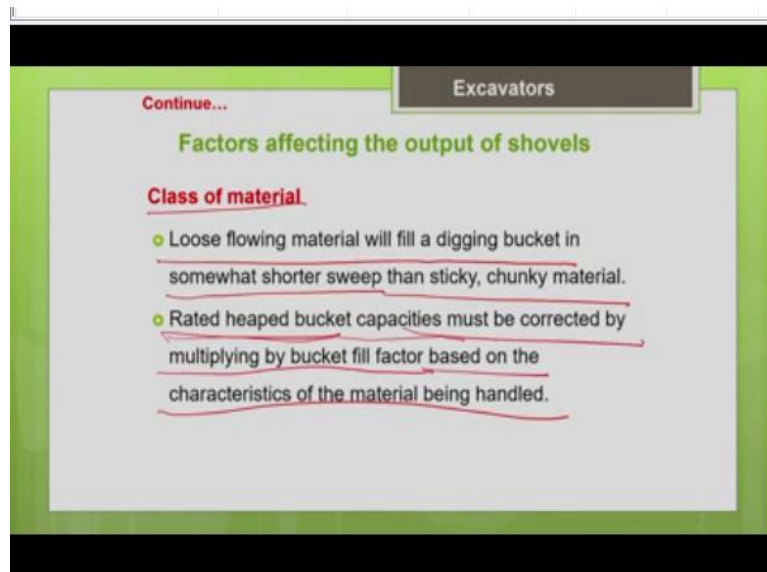 Excavators
Continue...
Factors affecting the output of shovels
Class of material
Loose flowing material will fill a digging bucket in
somewhat shorter sweep than sticky, chunky material.
Rated heaped bucket capacities must be corrected by
multiplying by bucket fill factor based on the
characteristics of the material being handled.